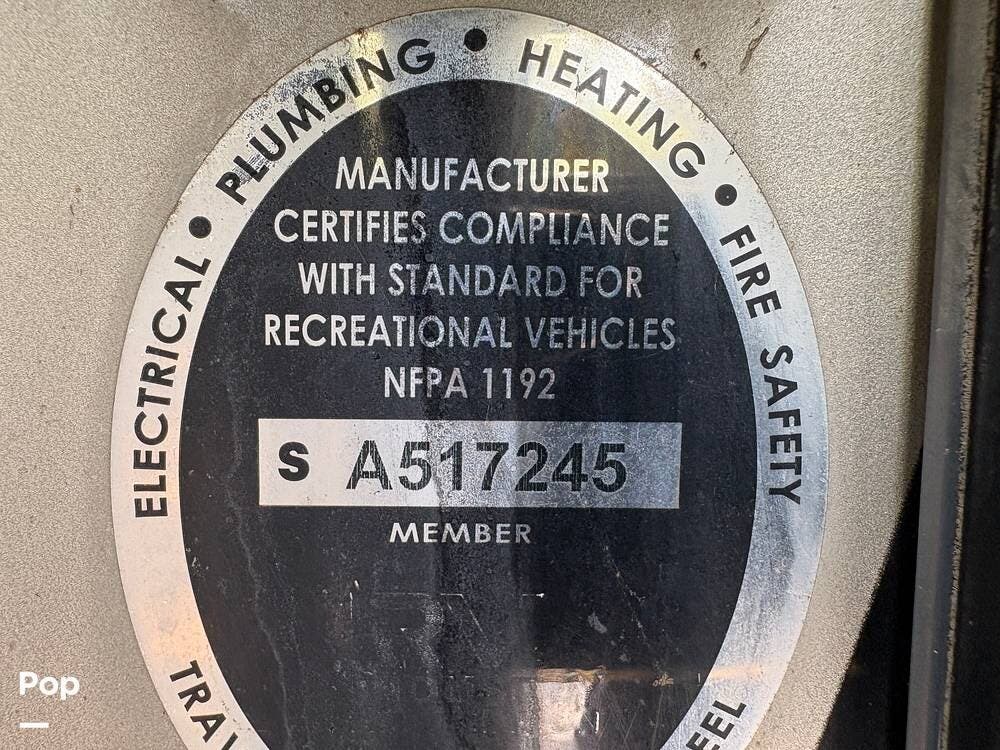 ELECTRICAL • PLUMBING • HEATING • FIRE SAFETY
MANUFACTURER
CERTIFIES COMPLIANCE
WITH STANDARD FOR
RECREATIONAL VEHICLES
NFPA 1192
S A517245
MEMBER
Pop